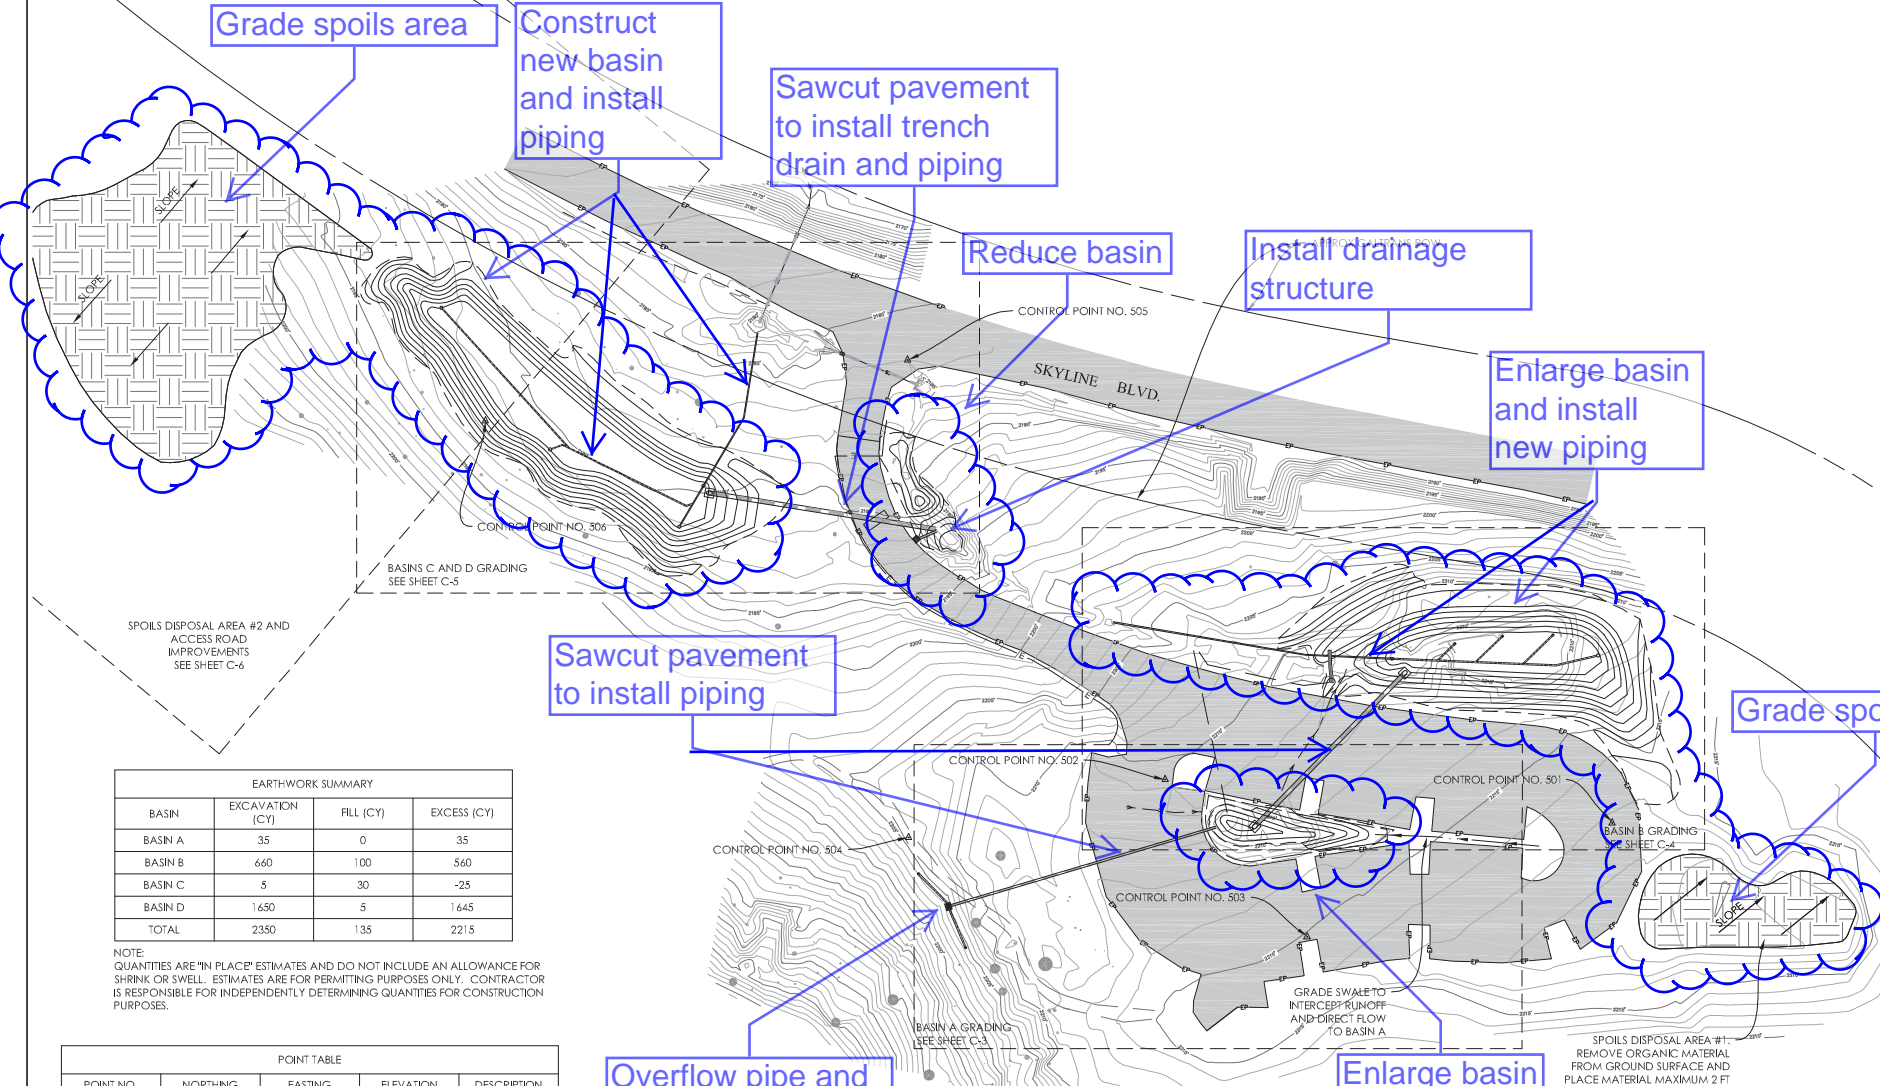 Grade spoils area
Construct
new basin
and install
piping
Sawcut pavement
to install trench
drain and piping
Reduce basin
Install drainage
structure
APPROX CALTRANS ROW
Enlarge basin
and install
new piping
SLOPE
SLOPE
CONTROL POINT NO. 505
SKYLINE BLVD.
CONTROL POINT NO. 506
BASINS C AND D GRADING
SEE SHEET C-5
SPOILS DISPOSAL AREA #2 AND
ACCESS ROAD
IMPROVEMENTS
SEE SHEET C-6
Sawcut pavement
to install piping
Grade spo
CONTROL POINT NO. 502
CONTROL POINT NO. 501
CONTROL POINT NO. 504
CONTROL POINT NO. 503
BASIN B GRADING
SEE SHEET C-4
SLOPE
EARTHWORK SUMMARY
BASIN EXCAVATION (CY) FILL (CY) EXCESS (CY)
BASIN A 35 0 35
BASIN B 660 100 560
BASIN C 5 30 -25
BASIN D 1650 5 1645
TOTAL 2350 135 2215
NOTE:
QUANTITIES ARE "IN PLACE" ESTIMATES AND DO NOT INCLUDE AN ALLOWANCE FOR
SHRINK OR SWELL. ESTIMATES ARE FOR PERMITTING PURPOSES ONLY. CONTRACTOR
IS RESPONSIBLE FOR INDEPENDENTLY DETERMINING QUANTITIES FOR CONSTRUCTION
PURPOSES.
GRADE SWALE TO
INTERCEPT RUNOFF
AND DIRECT FLOW
TO BASIN A
BASIN A GRADING
SEE SHEET C-3
SPOILS DISPOSAL AREA #1.
REMOVE ORGANIC MATERIAL
FROM GROUND SURFACE AND
PLACE MATERIAL MAXIMUM 2 FT
POINT TABLE
POINT NO. NORTHING EASTING ELEVATION DESCRIPTION
Overflow pipe and
Enlarge basin